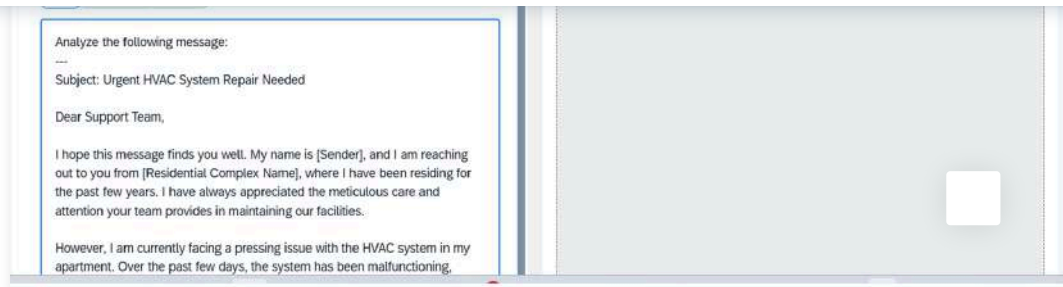 Analyze the following message:
---
Subject: Urgent HVAC System Repair Needed
Dear Support Team,
I hope this message finds you well. My name is [Sender], and I am reaching
out to you from [Residential Complex Name], where I have been residing for
the past few years. I have always appreciated the meticulous care and
attention your team provides in maintaining our facilities.
However, I am currently facing a pressing issue with the HVAC system in my
apartment. Over the past few days, the system has been malfunctioning,